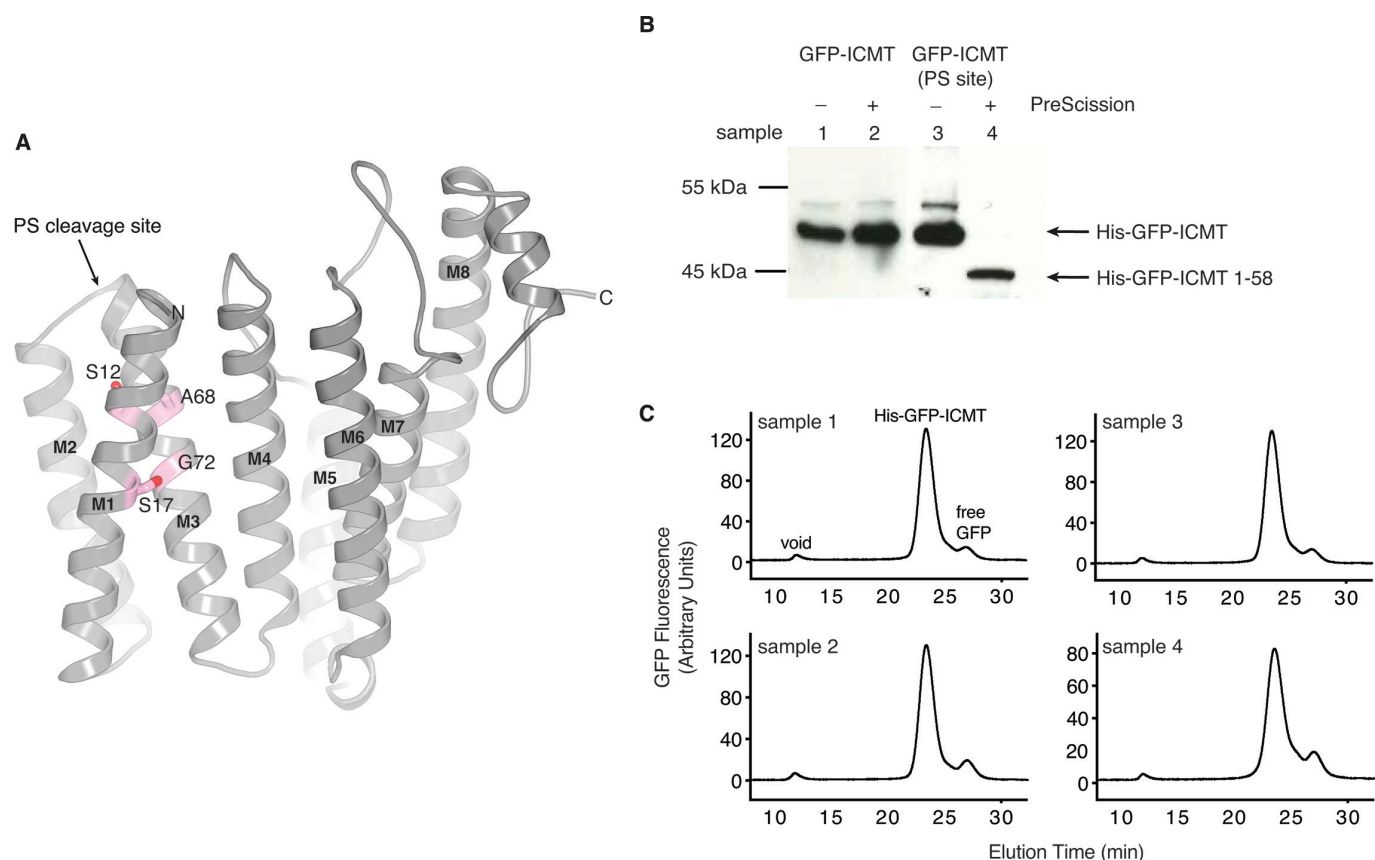 A
PS cleavage site
N
S12
A68
M2
G72
M1
S17
M3
M4
M5
M6
M7
M8
C
B
GFP-ICMT GFP-ICMT
(PS site)
– + – + PreScission
sample 1 2 3 4
55 kDa
His-GFP-ICMT
45 kDa
His-GFP-ICMT 1-58
C
GFP Fluorescence
(Arbitrary Units)
sample 1
His-GFP-ICMT
free
GFP
void
120
80
40
0
10 15 20 25 30
sample 3
120
80
40
0
10 15 20 25 30
sample 2
120
80
40
0
10 15 20 25 30
sample 4
80
60
40
20
0
10 15 20 25 30
Elution Time (min)